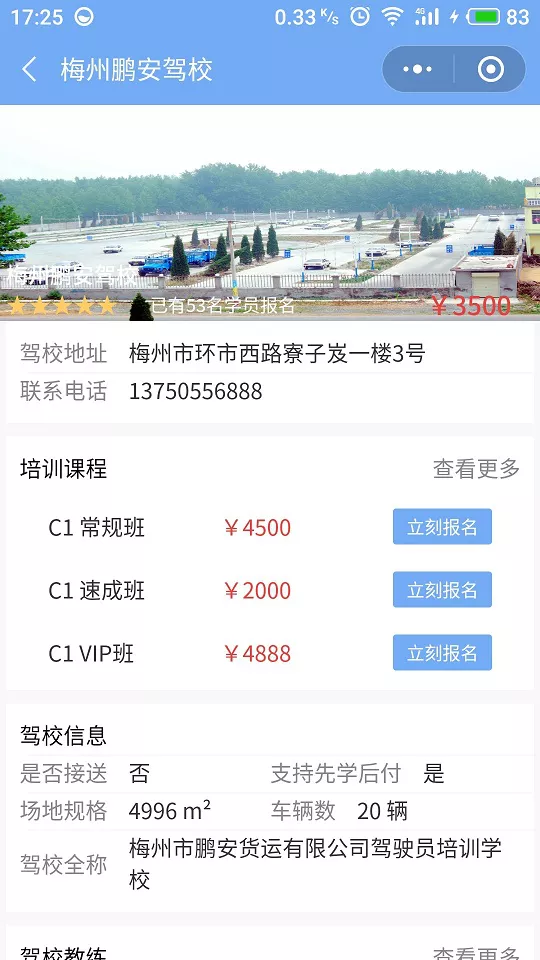 17:25 0.33 K/s 4G 83
梅州鹏安驾校
梅州鹏安驾校
已有53名学员报名 ￥3500
驾校地址 梅州市环市西路寮子岌一楼3号
联系电话 13750556888
培训课程 查看更多
C1 常规班 ￥4500 立刻报名
C1 速成班 ￥2000 立刻报名
C1 VIP班 ￥4888 立刻报名
驾校信息
是否接送 否 支持先学后付 是
场地规格 4996 m² 车辆数 20 辆
驾校全称 梅州市鹏安货运有限公司驾驶员培训学
校
驾校教练 查看更多